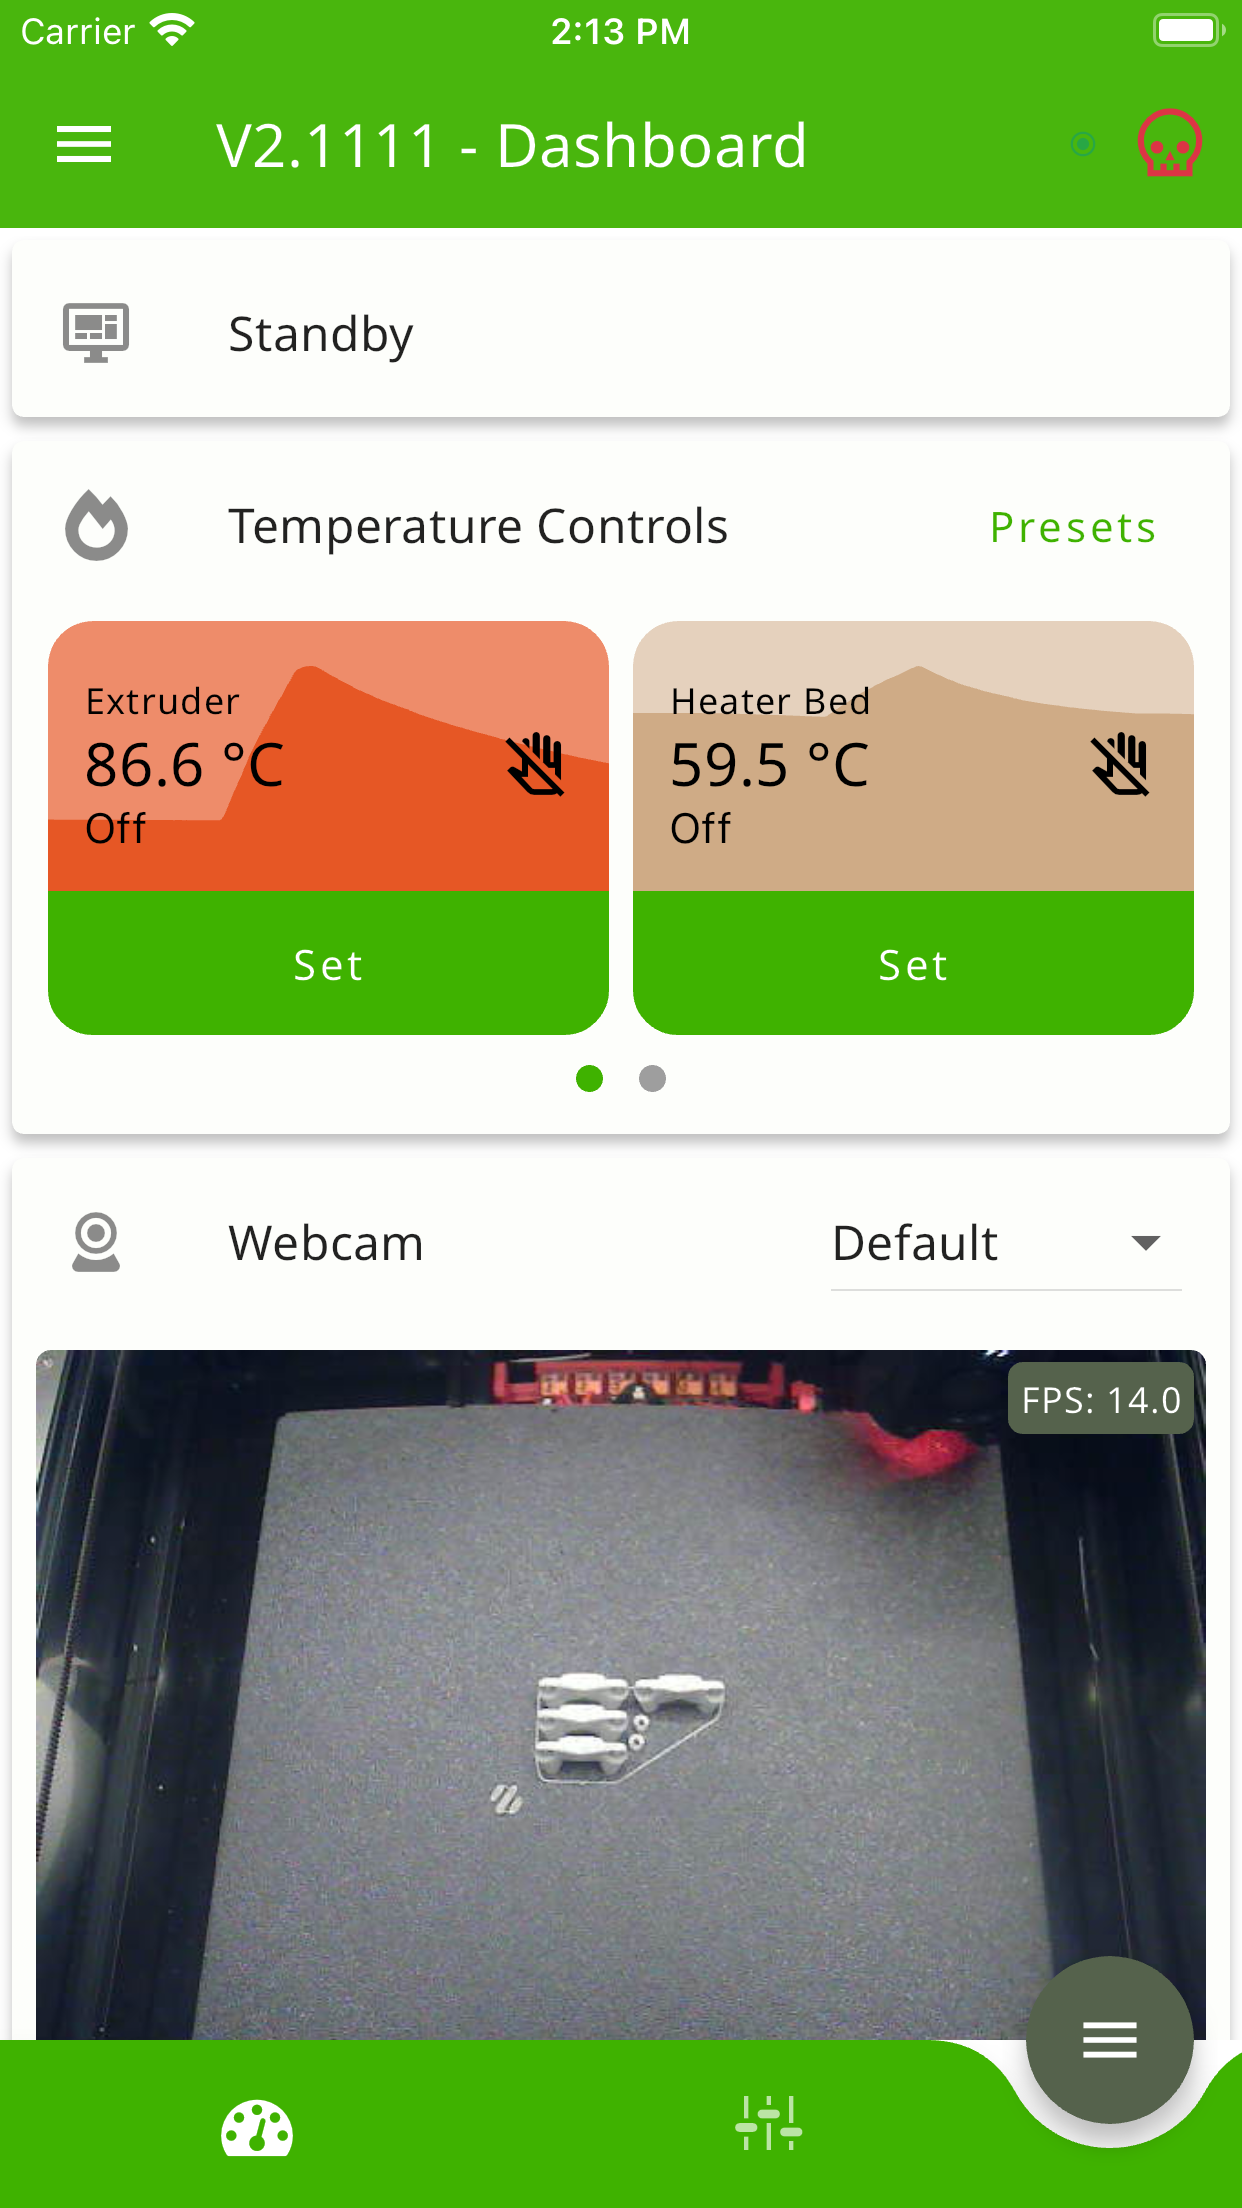 Carrier
2:13 PM
V2.1111 - Dashboard
Standby
Temperature Controls
Presets
Extruder
86.6 °C
Off
Set
Heater Bed
59.5 °C
Off
Set
Webcam
Default
FPS: 14.0